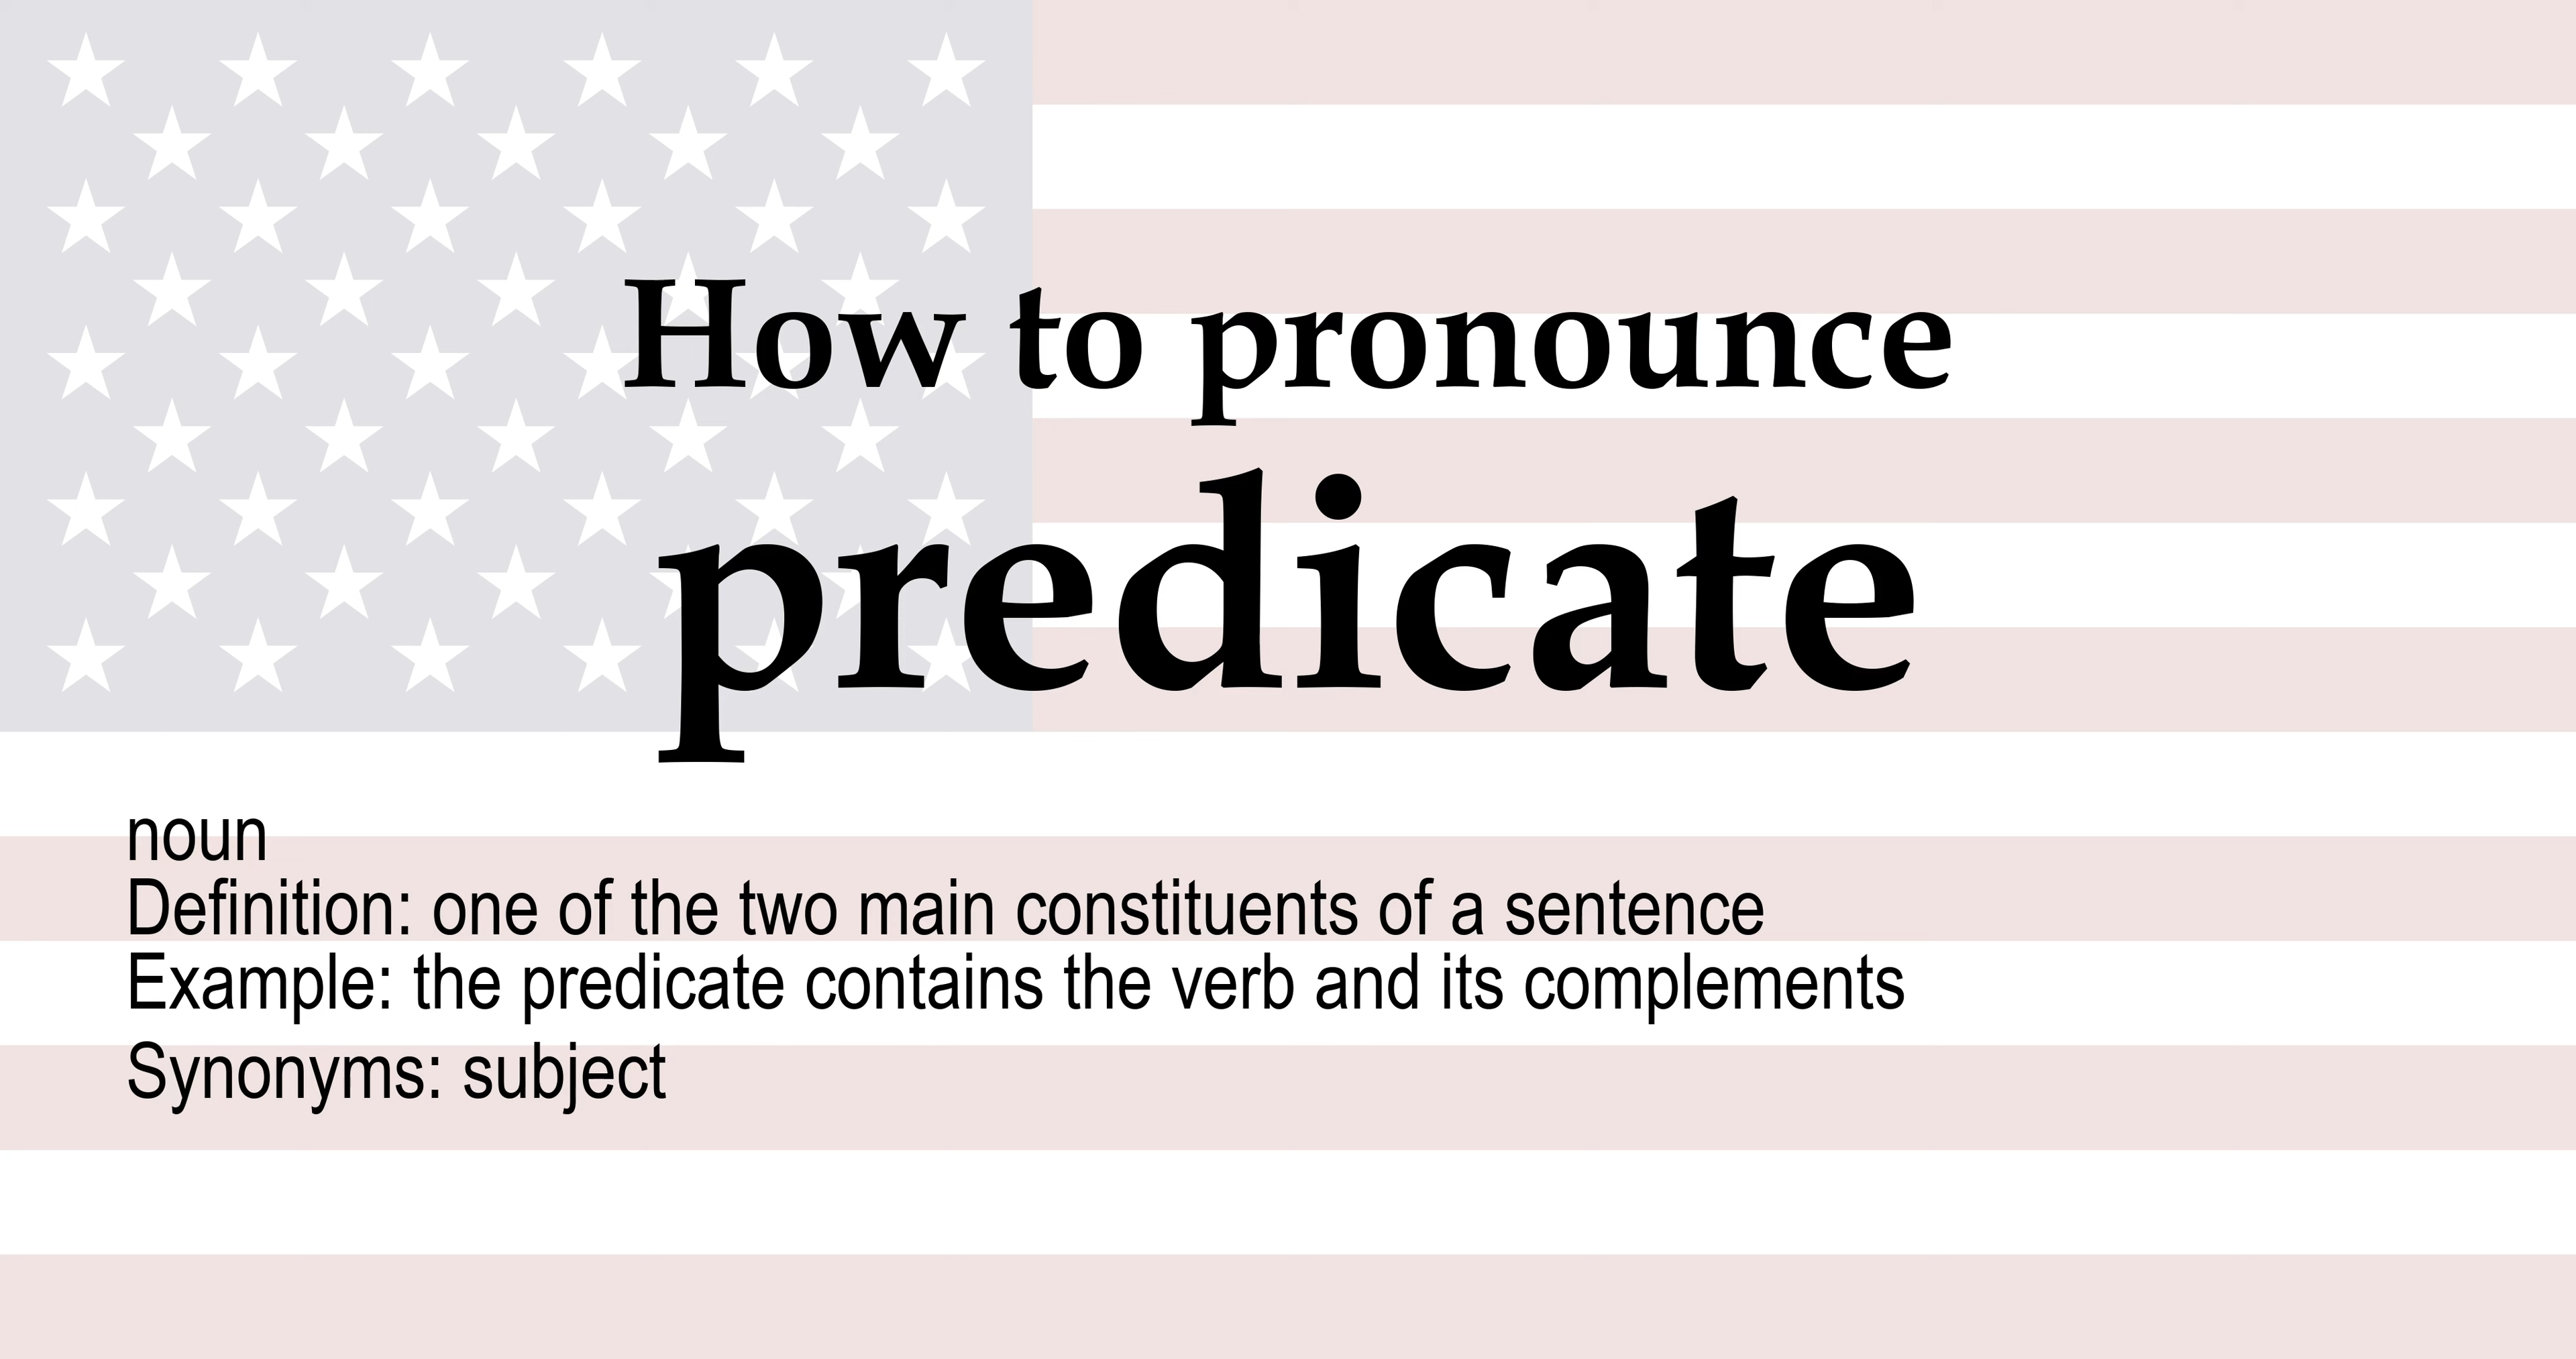 How to pronounce
predicate
noun
Definition: one of the two main constituents of a sentence
Example: the predicate contains the verb and its complements
Synonyms: subject